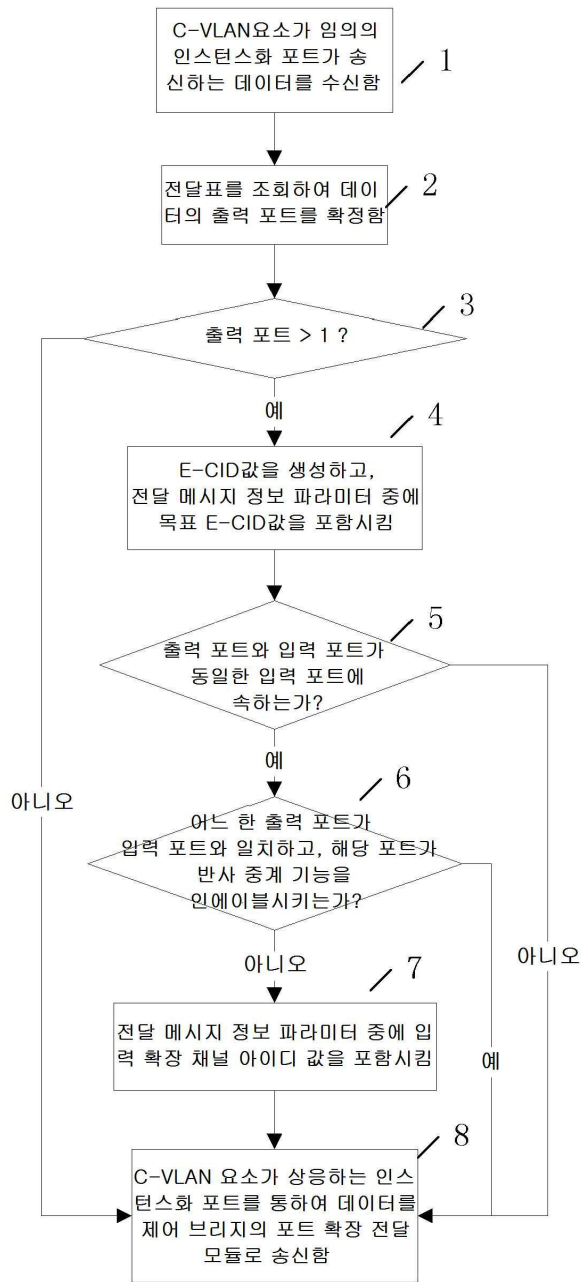 C-VLAN요소가 임의의
인스턴스화 포트가 송
신하는 데이터를 수신함
1
전달표를 조회하여 데이
터의 출력 포트를 확정함
2
출력 포트 > 1 ?
3
예
4
E-CID값을 생성하고,
전달 메시지 정보 파라미터 중에
목표 E-CID값을 포함시킴
5
출력 포트와 입력 포트가
동일한 입력 포트에
속하는가?
예
6
아니오
어느 한 출력 포트가
입력 포트와 일치하고, 해당 포트가
반사 중계 기능을
인에이블시키는가?
아니오
아니오
7
전달 메시지 정보 파라미터 중에 입
력 확장 채널 아이디 값을 포함시킴
예
8
C-VLAN 요소가 상응하는 인스
턴스화 포트를 통하여 데이터를
제어 브리지의 포트 확장 전달
모듈로 송신함